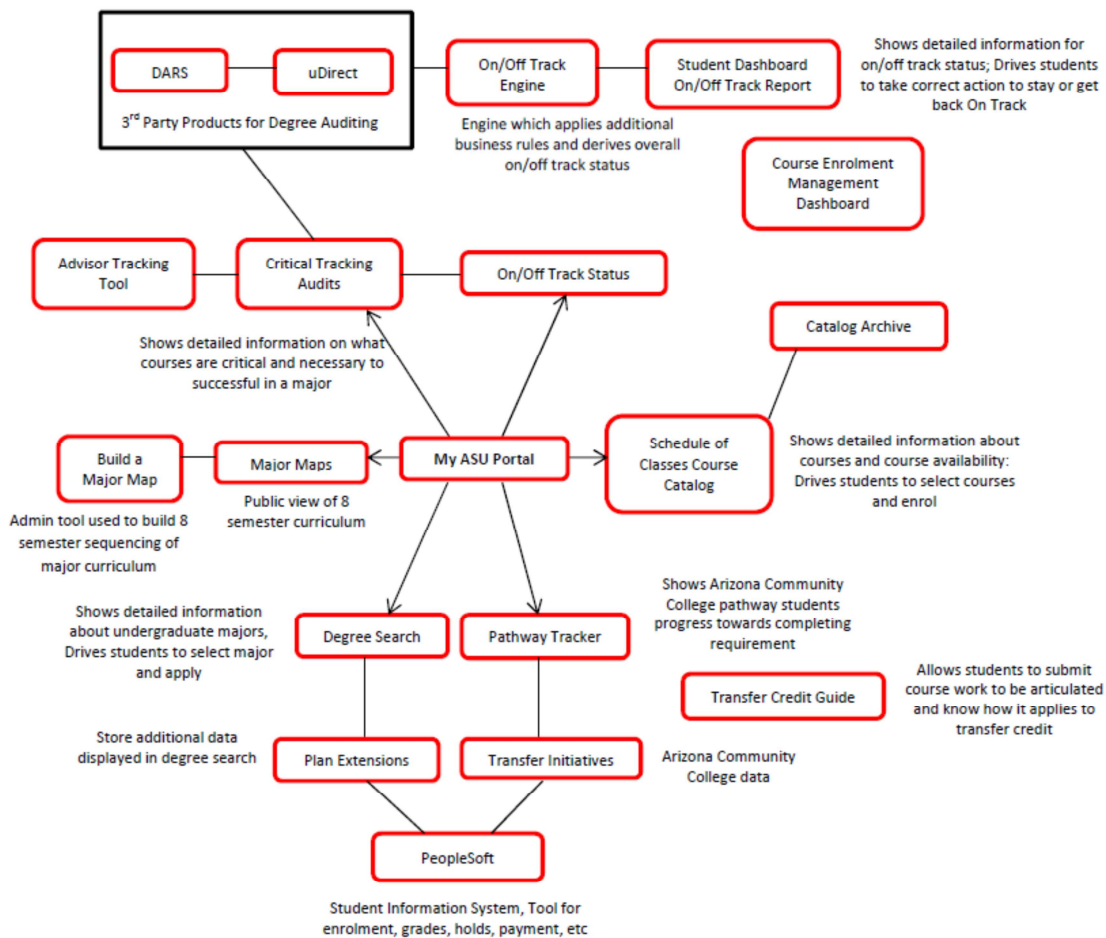 DARS
uDirect
3rd Party Products for Degree Auditing
On/Off Track
Engine
Engine which applies additional
business rules and derives overall
on/off track status
Student Dashboard
On/Off Track Report
Shows detailed information for
on/off track status; Drives students
to take correct action to stay or get
back On Track
Course Enrolment
Management
Dashboard
Advisor Tracking
Tool
Critical Tracking
Audits
On/Off Track Status
Shows detailed information on what
courses are critical and necessary to
successful in a major
Catalog Archive
Build a
Major Map
Admin tool used to build 8
semester sequencing of
major curriculum
Major Maps
Public view of 8
semester curriculum
My ASU Portal
Schedule of
Classes Course
Catalog
Shows detailed information about
courses and course availability:
Drives students to select courses
and enrol
Shows detailed information
about undergraduate majors,
Drives students to select major
and apply
Degree Search
Pathway Tracker
Shows Arizona Community
College pathway students
progress towards completing
requirement
Transfer Credit Guide
Allows students to submit
course work to be articulated
and know how it applies to
transfer credit
Store additional data
displayed in degree search
Plan Extensions
Transfer Initiatives
Arizona Community
College data
PeopleSoft
Student Information System, Tool for
enrolment, grades, holds, payment, etc